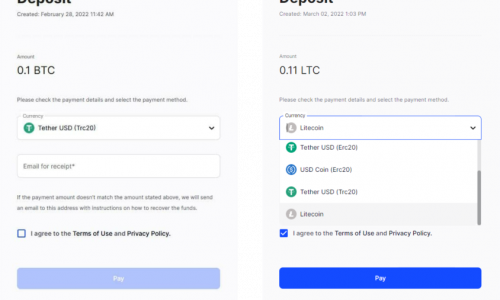 Deposit
Created: February 28, 2022 11:42 AM
Amount
0.1 BTC
Please check the payment details and select the payment method.
Currency
Tether USD (Trc20)
Email for receipt*
If the payment amount doesn't match the amount stated above, we will send
an email to this address with instructions on how to recover the funds.
I agree to the Terms of Use and Privacy Policy.
Pay
Deposit
Created: March 02, 2022 1:03 PM
Amount
0.11 LTC
Please check the payment details and select the payment method.
Currency
Litecoin
Tether USD (Erc20)
USD Coin (Erc20)
Tether USD (Trc20)
Litecoin
I agree to the Terms of Use and Privacy Policy.
Pay